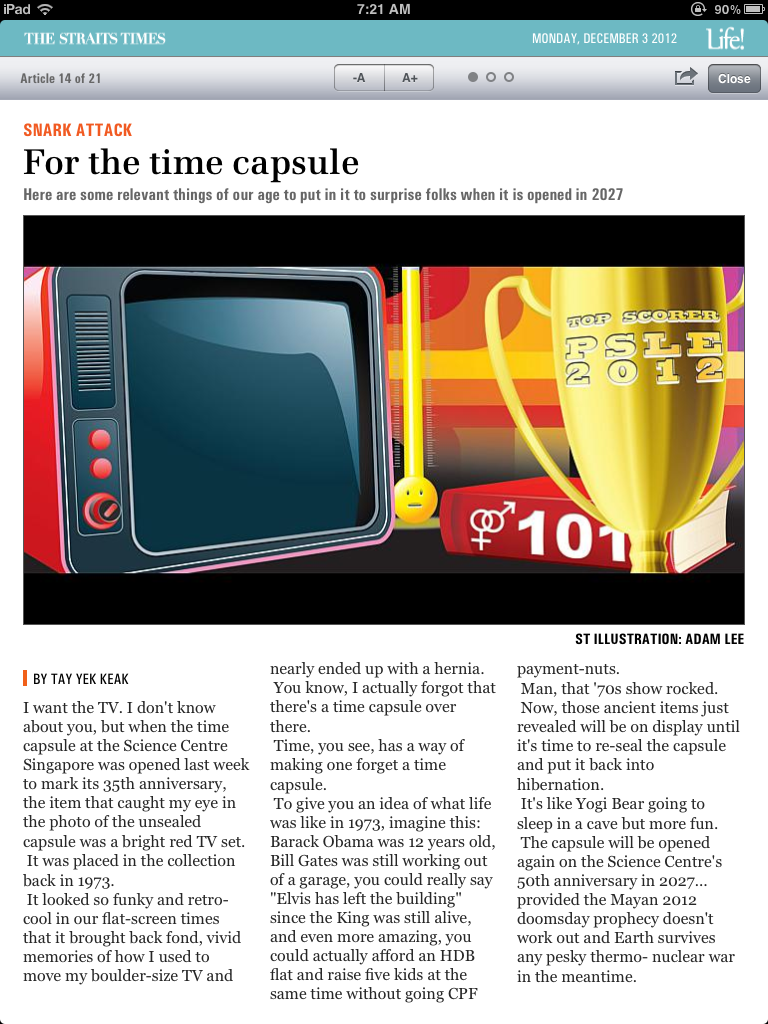 iPad 7:21 AM 90%
THE STRAITS TIMES MONDAY, DECEMBER 3 2012 Life!
Article 14 of 21 -A A+ Close
SNARK ATTACK
For the time capsule
Here are some relevant things of our age to put in it to surprise folks when it is opened in 2027
TOP SCORER
PSLE
2012
101
ST ILLUSTRATION: ADAM LEE
BY TAY YEK KEAK
I want the TV. I don't know
about you, but when the time
capsule at the Science Centre
Singapore was opened last week
to mark its 35th anniversary,
the item that caught my eye in
the photo of the unsealed
capsule was a bright red TV set.
It was placed in the collection
back in 1973.
It looked so funky and retro-
cool in our flat-screen times
that it brought back fond, vivid
memories of how I used to
move my boulder-size TV and
nearly ended up with a hernia.
You know, I actually forgot that
there's a time capsule over
there.
Time, you see, has a way of
making one forget a time
capsule.
To give you an idea of what life
was like in 1973, imagine this:
Barack Obama was 12 years old,
Bill Gates was still working out
of a garage, you could really say
"Elvis has left the building"
since the King was still alive,
and even more amazing, you
could actually afford an HDB
flat and raise five kids at the
same time without going CPF
payment-nuts.
Man, that '70s show rocked.
Now, those ancient items just
revealed will be on display until
it's time to re-seal the capsule
and put it back into
hibernation.
It's like Yogi Bear going to
sleep in a cave but more fun.
The capsule will be opened
again on the Science Centre's
50th anniversary in 2027...
provided the Mayan 2012
doomsday prophecy doesn't
work out and Earth survives
any pesky thermo- nuclear war
in the meantime.